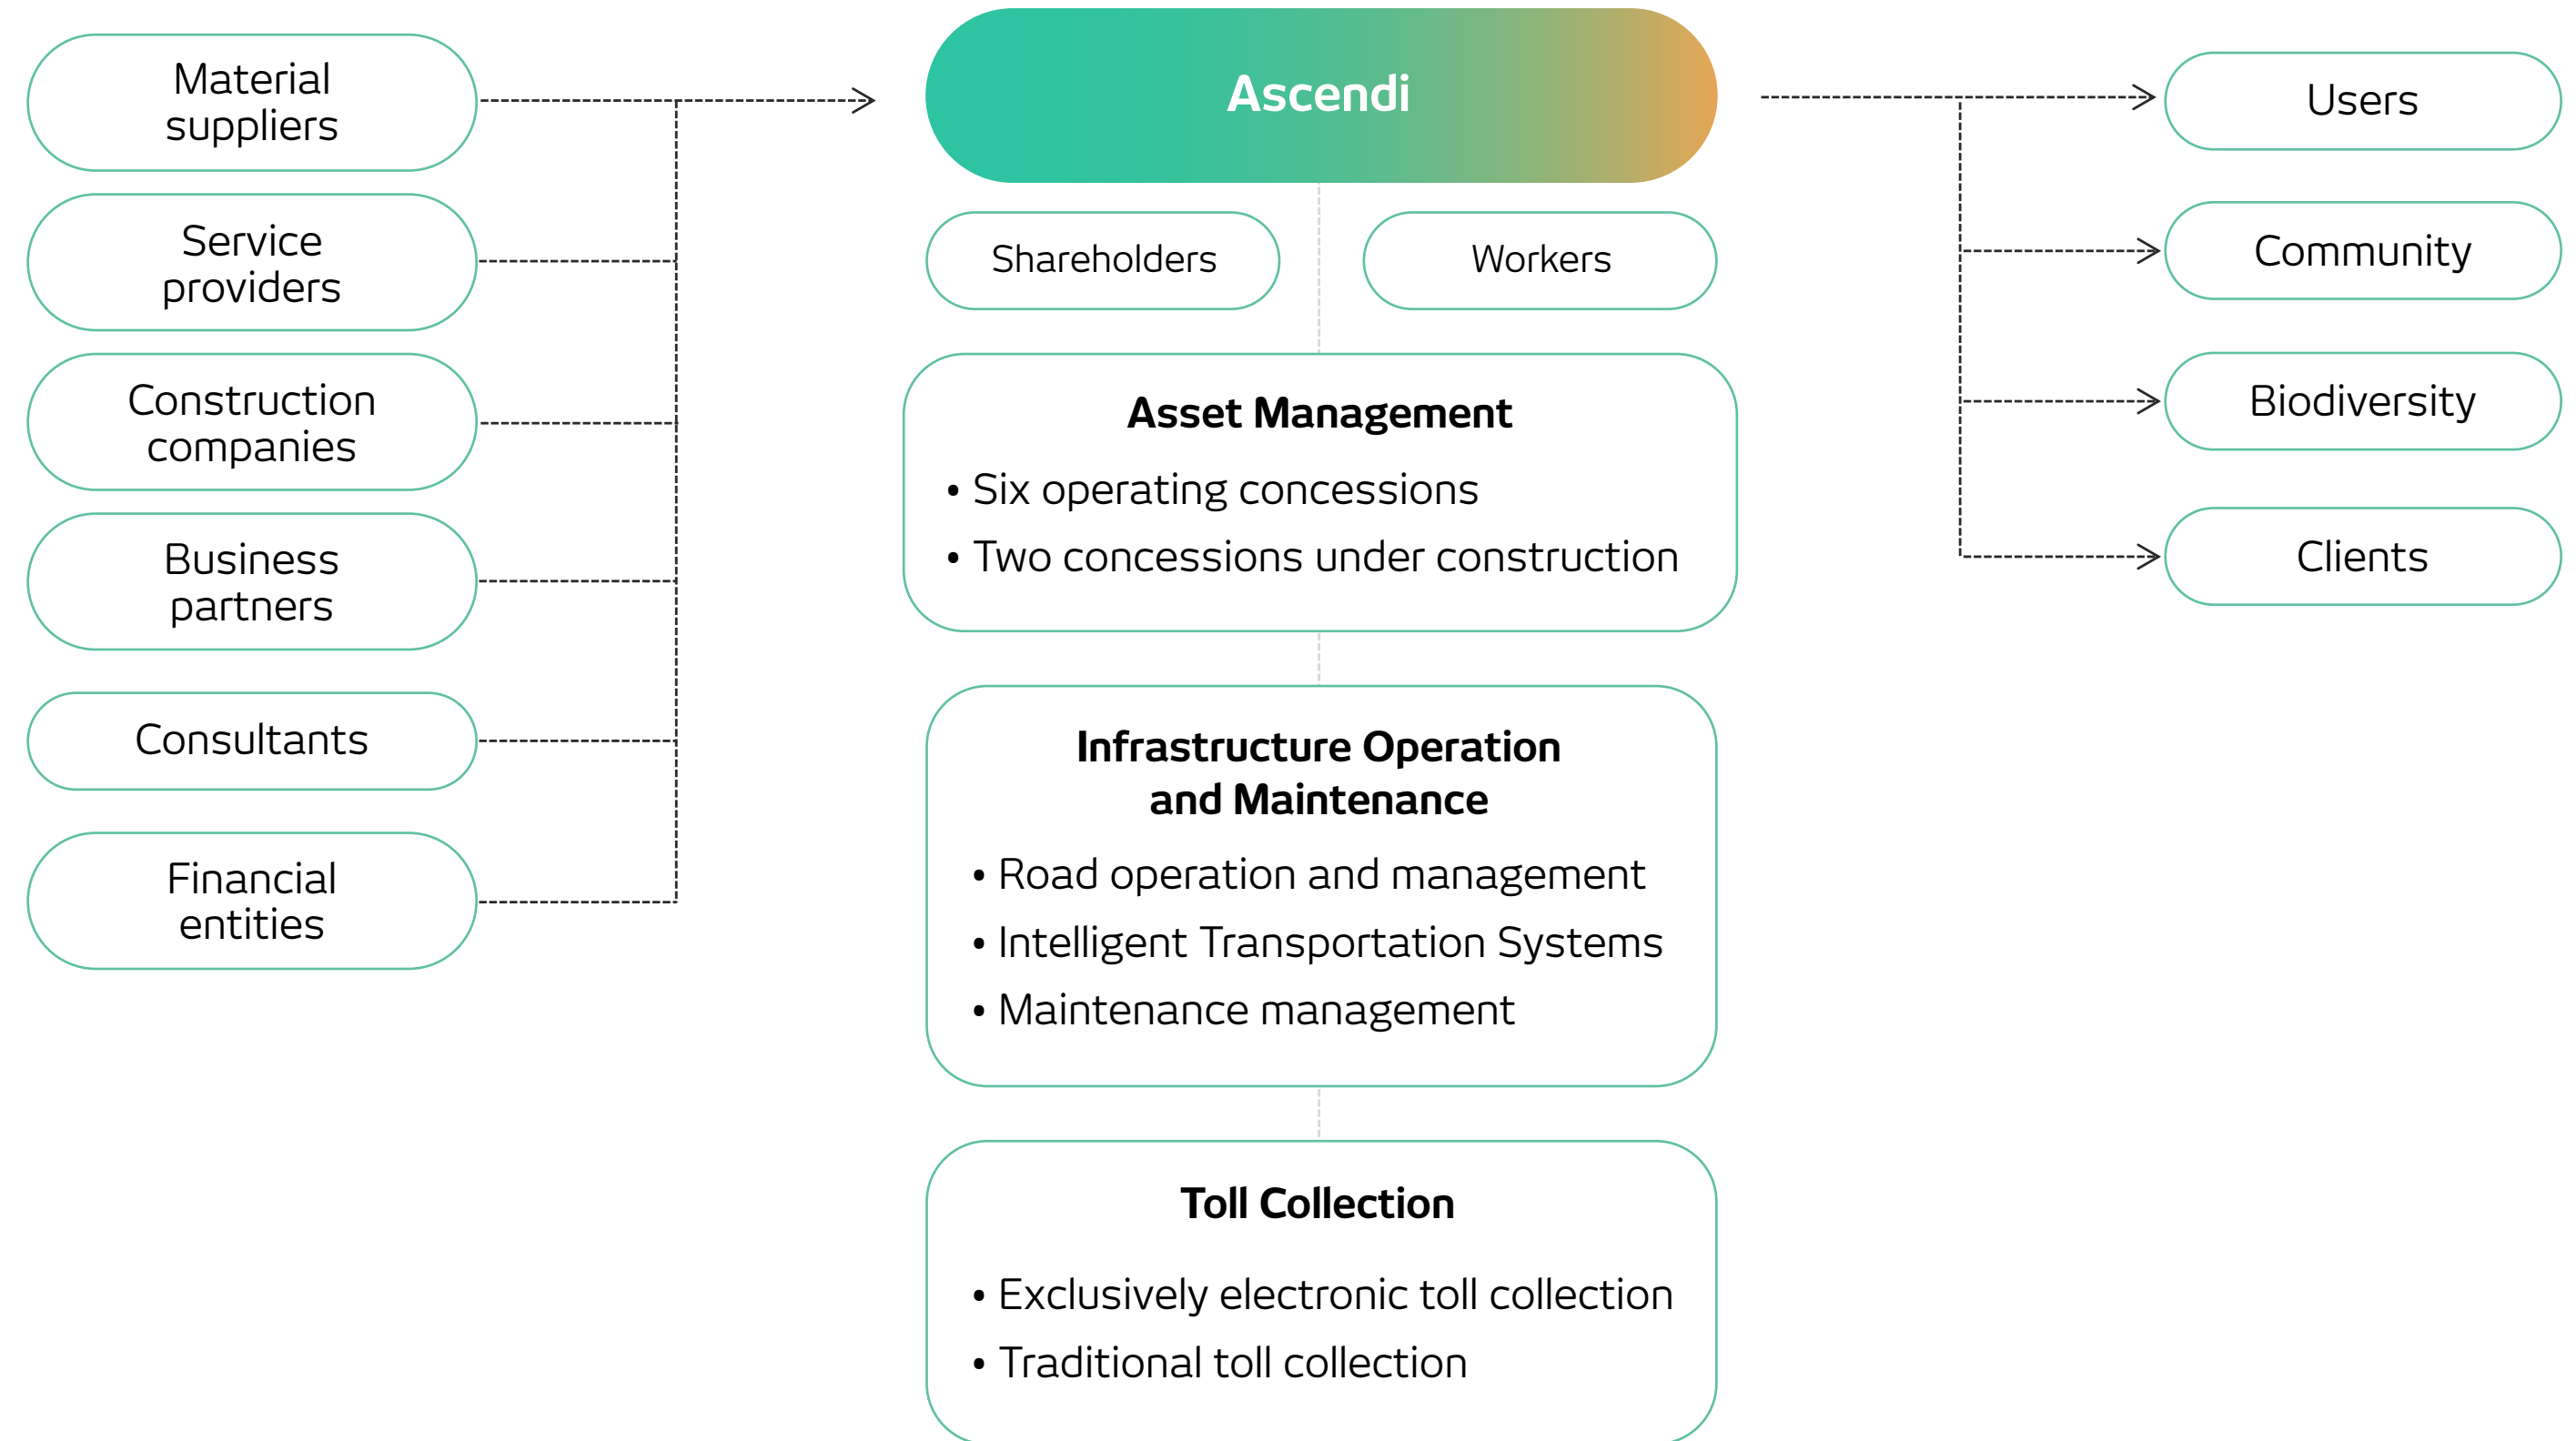 Material
suppliers
Service
providers
Construction
companies
Business
partners
Consultants
Financial
entities
Ascendi
Shareholders
Workers
Asset Management
• Six operating concessions
• Two concessions under construction
Infrastructure Operation
and Maintenance
• Road operation and management
• Intelligent Transportation Systems
• Maintenance management
Toll Collection
• Exclusively electronic toll collection
• Traditional toll collection
Users
Community
Biodiversity
Clients